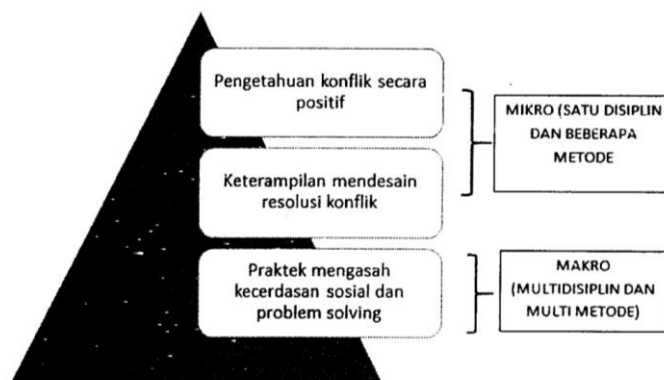 Pengetahuan konflik secara
positif
Keterampilan mendesain
resolusi konflik
Praktek mengasah
kecerdasan sosial dan
problem solving
MIKRO (SATU DISIPLIN
DAN BEBERAPA
METODE
MAKRO
(MULTIDISIPLIN DAN
MULTI METODE)